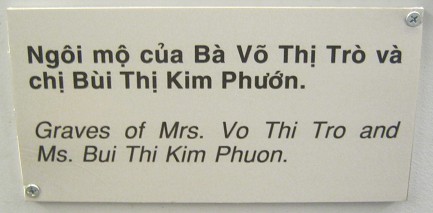 Ngôi mộ của Bà Võ Thị Trò và
chị Bùi Thị Kim Phướn.
Graves of Mrs. Vo Thi Tro and
Ms. Bui Thi Kim Phuon.